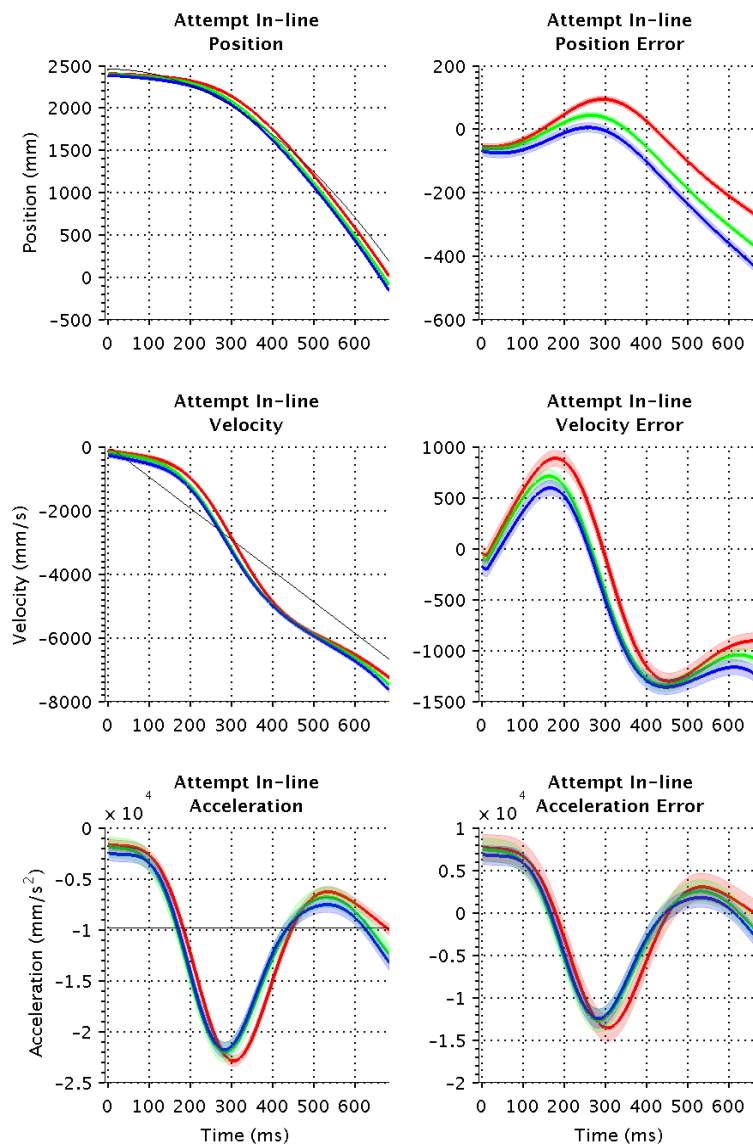 Attempt In-line
Position
Position (mm)
2500
2000
1500
1000
500
0
−500
0 100 200 300 400 500 600
Attempt In-line
Position Error
200
0
−200
−400
−600
0 100 200 300 400 500 600
Attempt In-line
Velocity
Velocity (mm/s)
0
−2000
−4000
−6000
−8000
0 100 200 300 400 500 600
Attempt In-line
Velocity Error
1000
500
0
−500
−1000
−1500
0 100 200 300 400 500 600
Attempt In-line
Acceleration
× 10⁴
Acceleration (mm/s²)
0
−0.5
−1
−1.5
−2
−2.5
0 100 200 300 400 500 600
Time (ms)
Attempt In-line
Acceleration Error
× 10⁴
1
0.5
0
−0.5
−1
−1.5
−2
0 100 200 300 400 500 600
Time (ms)